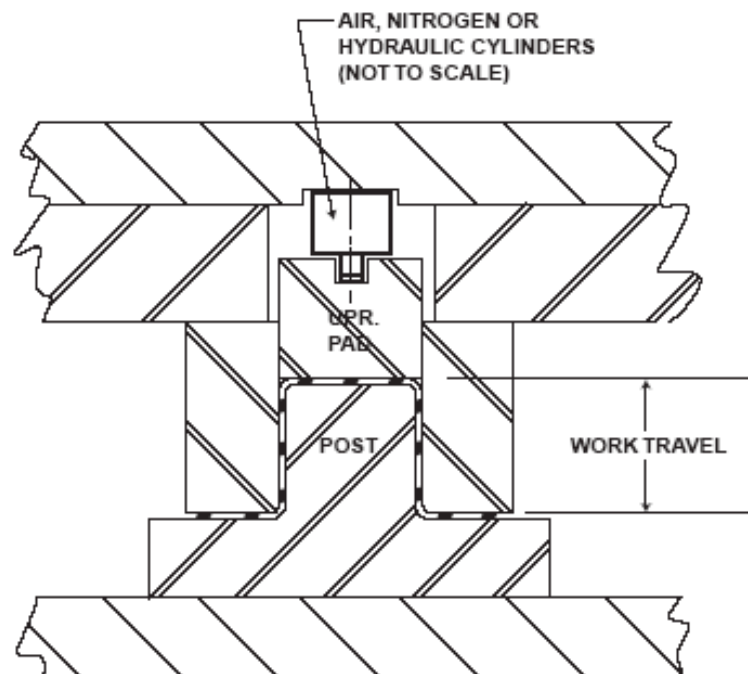 AIR, NITROGEN OR
HYDRAULIC CYLINDERS
(NOT TO SCALE)
UPR.
PAD
POST
WORK TRAVEL